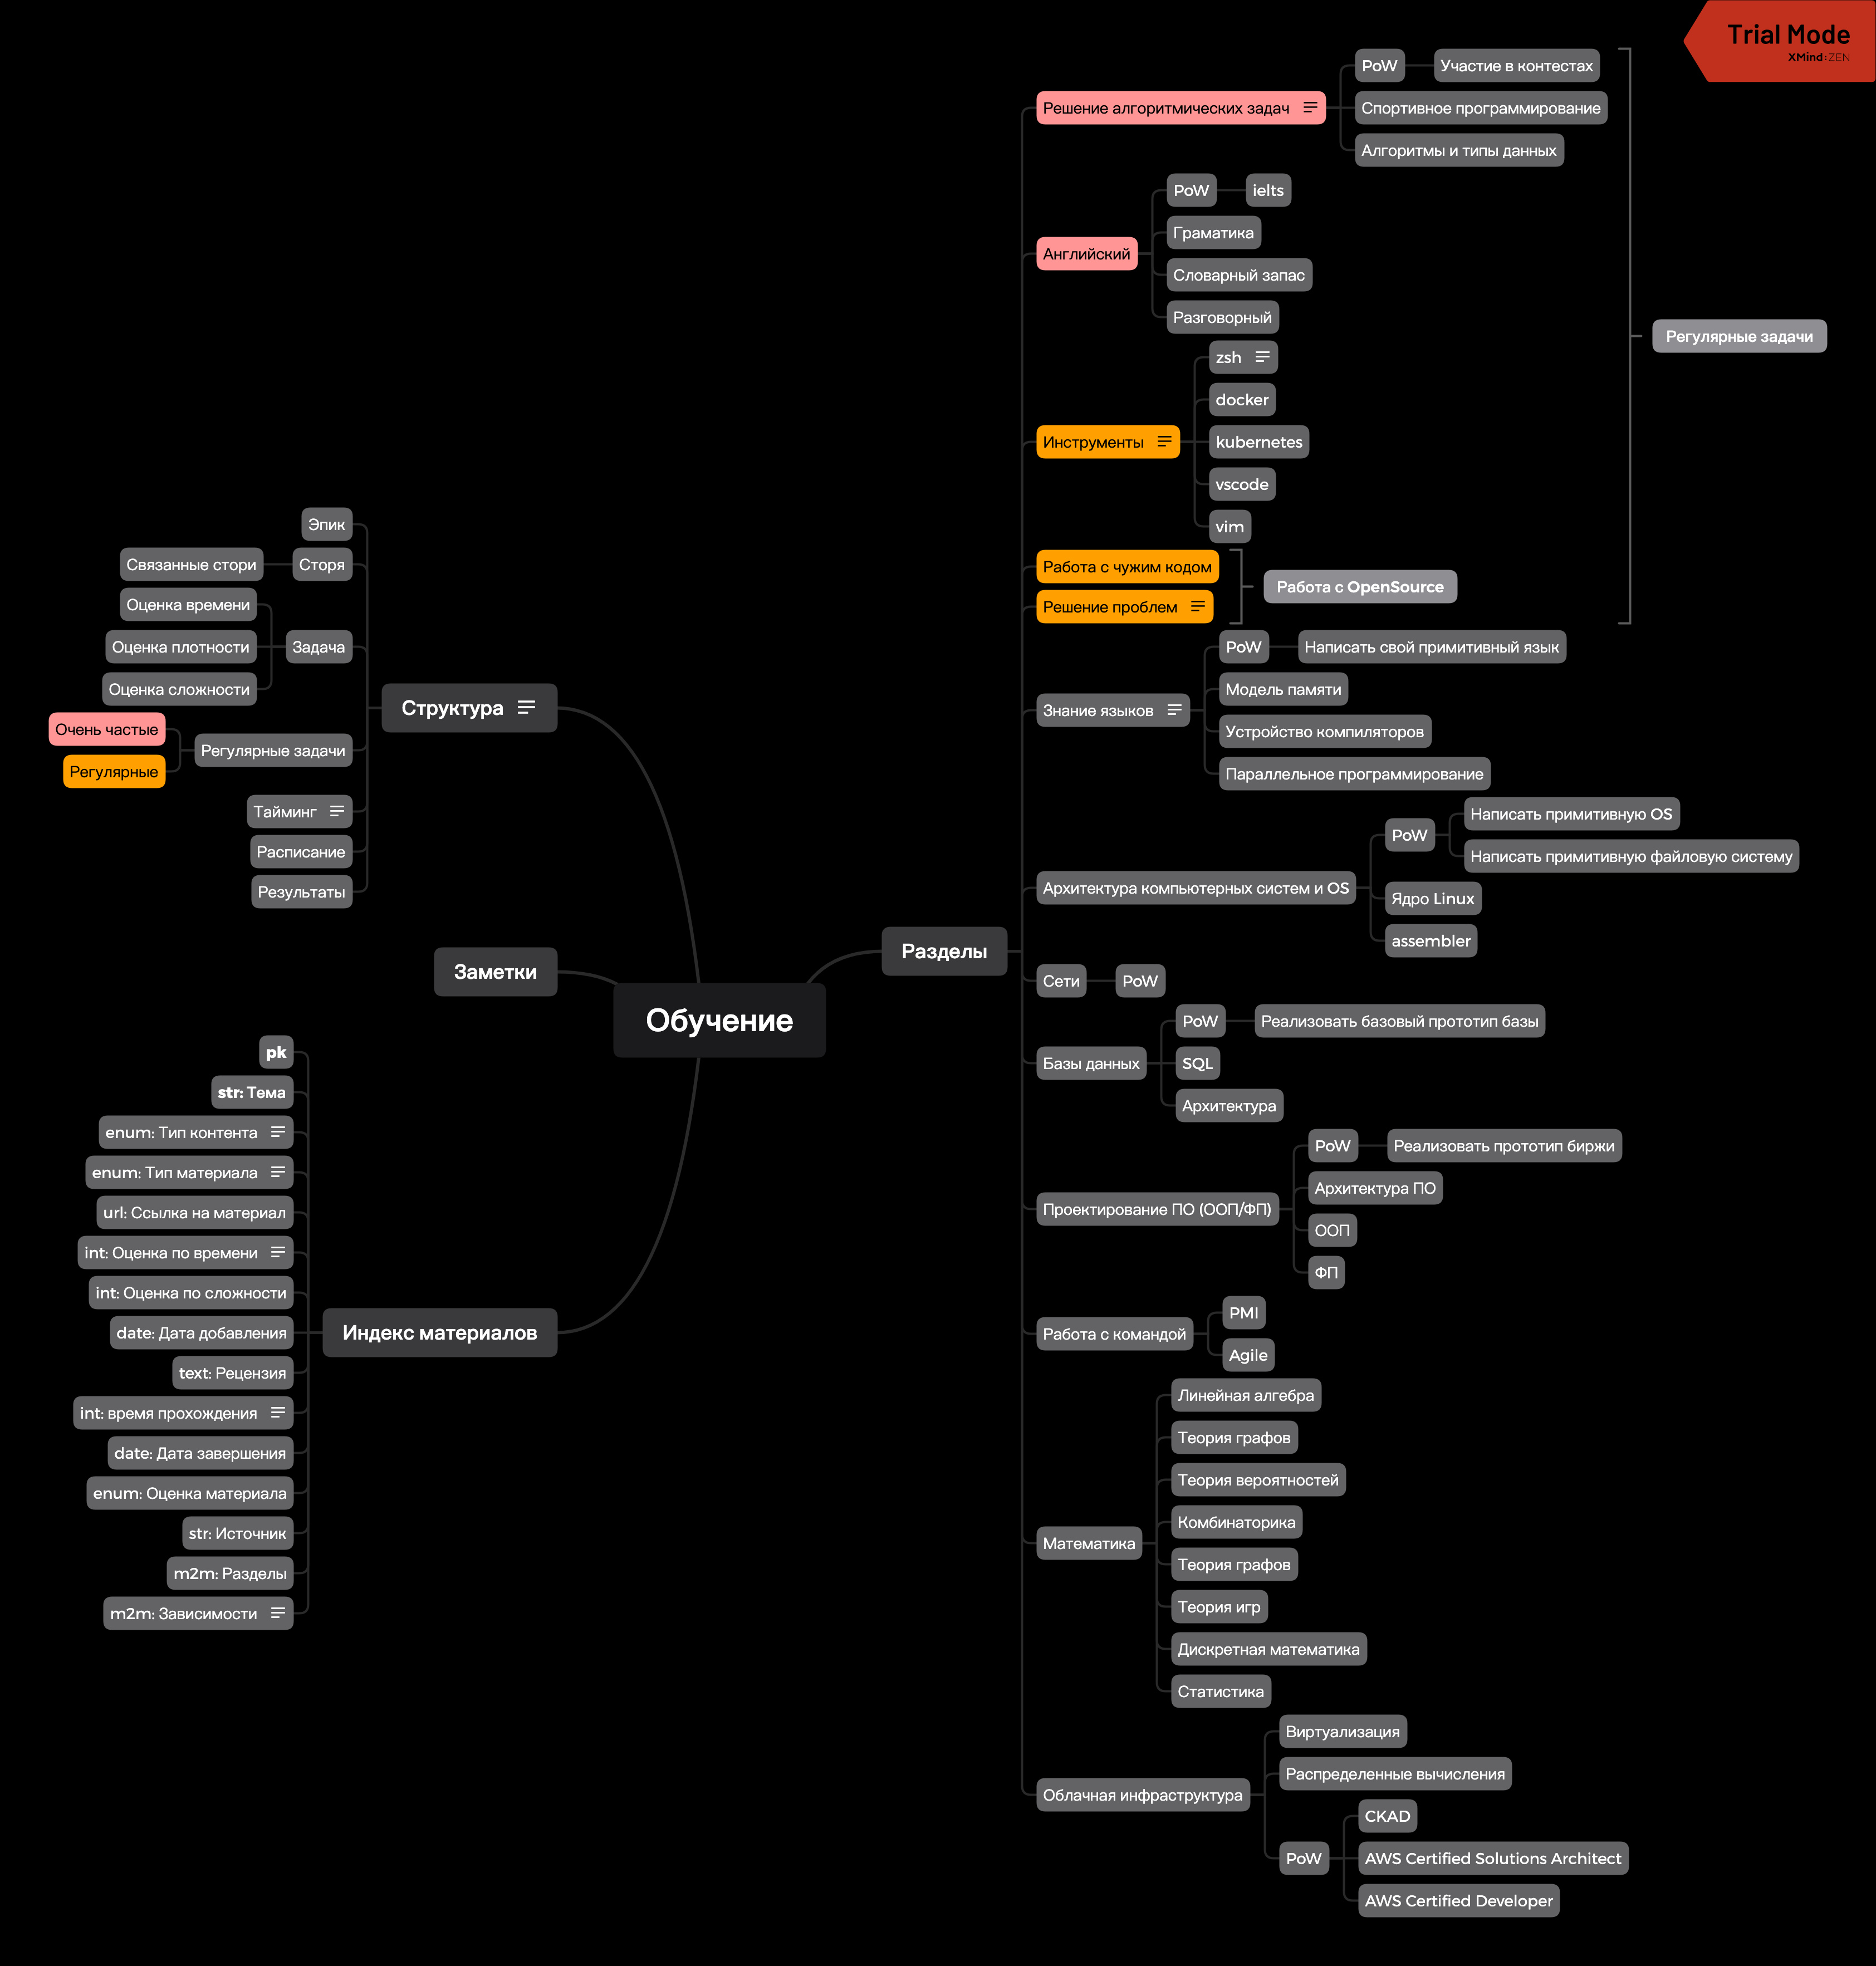 Trial Mode
XMind:ZEN
Обучение
Разделы
Решение алгоритмических задач
PoW
Участие в контестах
Спортивное программирование
Алгоритмы и типы данных
Английский
PoW
ielts
Граматика
Словарный запас
Разговорный
Инструменты
zsh
docker
kubernetes
vscode
vim
Работа с чужим кодом
Решение проблем
Работа с OpenSource
Регулярные задачи
Знание языков
PoW
Написать свой примитивный язык
Модель памяти
Устройство компиляторов
Параллельное программирование
Архитектура компьютерных систем и OS
PoW
Написать примитивную OS
Написать примитивную файловую систему
Ядро Linux
assembler
Сети
PoW
Базы данных
PoW
Реализовать базовый прототип базы
SQL
Архитектура
Проектирование ПО (ООП/ФП)
PoW
Реализовать прототип биржи
Архитектура ПО
ООП
ФП
Работа с командой
PMI
Agile
Математика
Линейная алгебра
Теория графов
Теория вероятностей
Комбинаторика
Теория графов
Теория игр
Дискретная математика
Статистика
Облачная инфраструктура
Виртуализация
Распределенные вычисления
PoW
CKAD
AWS Certified Solutions Architect
AWS Certified Developer
Структура
Эпик
Сторя
Связанные стори
Задача
Оценка времени
Оценка плотности
Оценка сложности
Регулярные задачи
Очень частые
Регулярные
Тайминг
Расписание
Результаты
Заметки
Индекс материалов
pk
str: Тема
enum: Тип контента
enum: Тип материала
url: Ссылка на материал
int: Оценка по времени
int: Оценка по сложности
date: Дата добавления
text: Рецензия
int: время прохождения
date: Дата завершения
enum: Оценка материала
str: Источник
m2m: Разделы
m2m: Зависимости